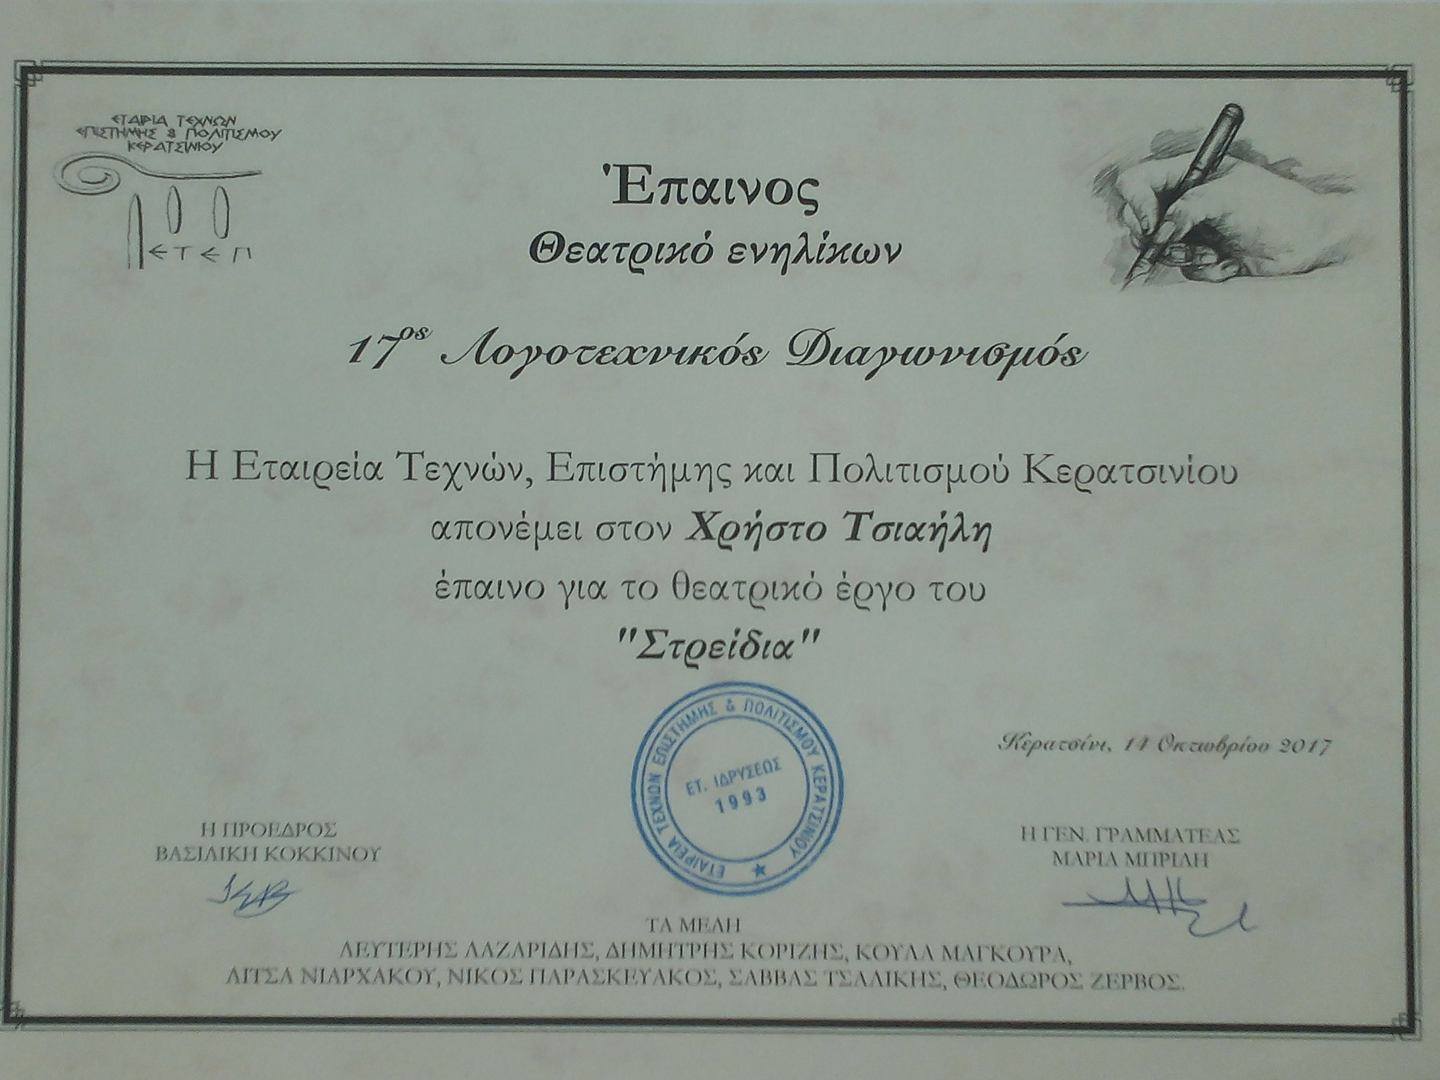 ΕΤΑΙΡΙΑ ΤΕΧΝΩΝ
ΕΠΙΣΤΗΜΗΣ & ΠΟΛΙΤΙΣΜΟΥ
ΚΕΡΑΤΣΙΝΙΟΥ
ΕΤΕΠ
Έπαινος
Θεατρικό ενηλίκων
17ος Λογοτεχνικός Διαγωνισμός
Η Εταιρεία Τεχνών, Επιστήμης και Πολιτισμού Κερατσινίου
απονέμει στον Χρήστο Τσιαήλη
έπαινο για το θεατρικό έργο του
"Στρείδια"
ΕΤΑΙΡΕΙΑ ΤΕΧΝΩΝ ΕΠΙΣΤΗΜΗΣ & ΠΟΛΙΤΙΣΜΟΥ ΚΕΡΑΤΣΙΝΙΟΥ
ΕΤ. ΙΔΡΥΣΕΩΣ
1993
Κερατσίνι, 14 Οκτωβρίου 2017
Η ΠΡΟΕΔΡΟΣ
ΒΑΣΙΛΙΚΗ ΚΟΚΚΙΝΟΥ
Η ΓΕΝ. ΓΡΑΜΜΑΤΕΑΣ
ΜΑΡΙΑ ΜΠΡΙΛΗ
ΤΑ ΜΕΛΗ
ΛΕΥΤΕΡΗΣ ΛΑΖΑΡΙΔΗΣ, ΔΗΜΗΤΡΗΣ ΚΟΡΙΖΗΣ, ΚΟΥΛΑ ΜΑΓΚΟΥΡΑ,
ΛΙΤΣΑ ΝΙΑΡΧΑΚΟΥ, ΝΙΚΟΣ ΠΑΡΑΣΚΕΥΑΚΟΣ, ΣΑΒΒΑΣ ΤΣΑΛΙΚΗΣ, ΘΕΟΔΩΡΟΣ ΖΕΡΒΟΣ.